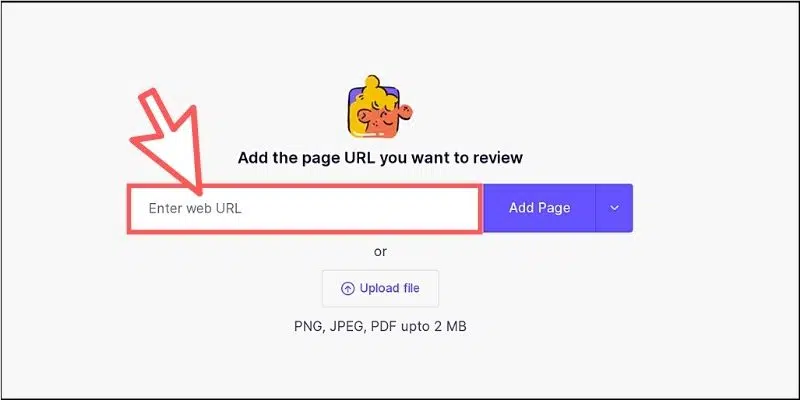 Add the page URL you want to review
Enter web URL
Add Page
or
Upload file
PNG, JPEG, PDF upto 2 MB